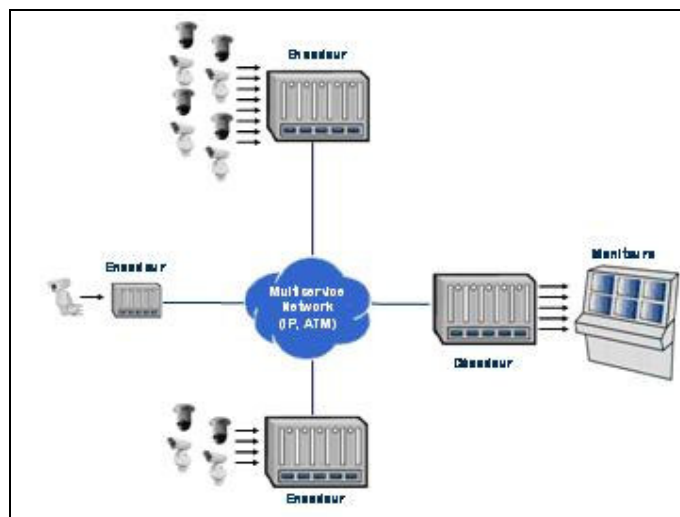 Encodeur
Encodeur
Multiservice
Network
(IP, ATM)
Moniteurs
Décodeur
Encodeur